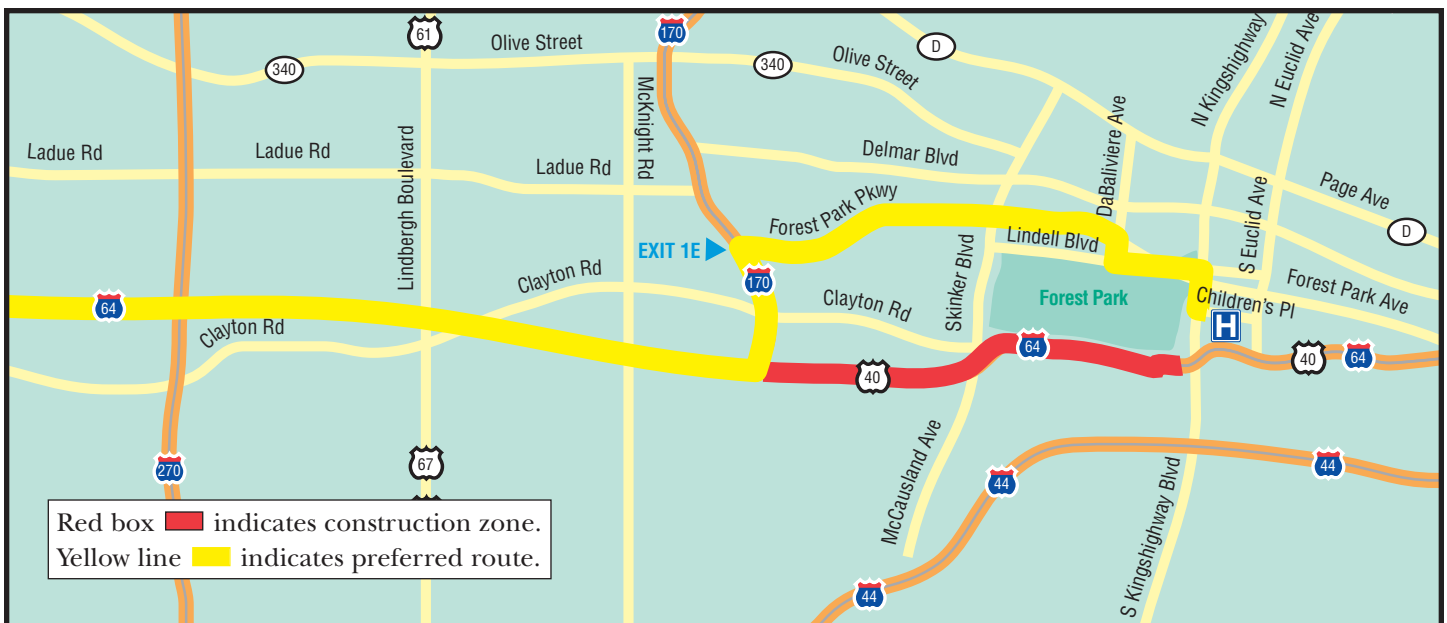 61
170
D
N Kingshighway
N Euclid Ave
Olive Street
340
340
Olive Street
McKnight Rd
DaBaliviere Ave
Ladue Rd
Ladue Rd
Ladue Rd
Delmar Blvd
Page Ave
Lindbergh Boulevard
Forest Park Pkwy
S Euclid Ave
D
EXIT 1E
Skinker Blvd
Lindell Blvd
Clayton Rd
170
Clayton Rd
Forest Park
Children's Pl
Forest Park Ave
64
Clayton Rd
H
64
40
40
64
McCausland Ave
S Kingshighway Blvd
270
67
44
44
44
Red box indicates construction zone.
Yellow line indicates preferred route.